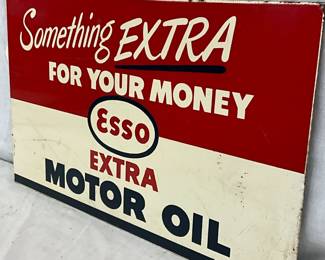 Something EXTRA
FOR YOUR MONEY
Esso
EXTRA
MOTOR OIL